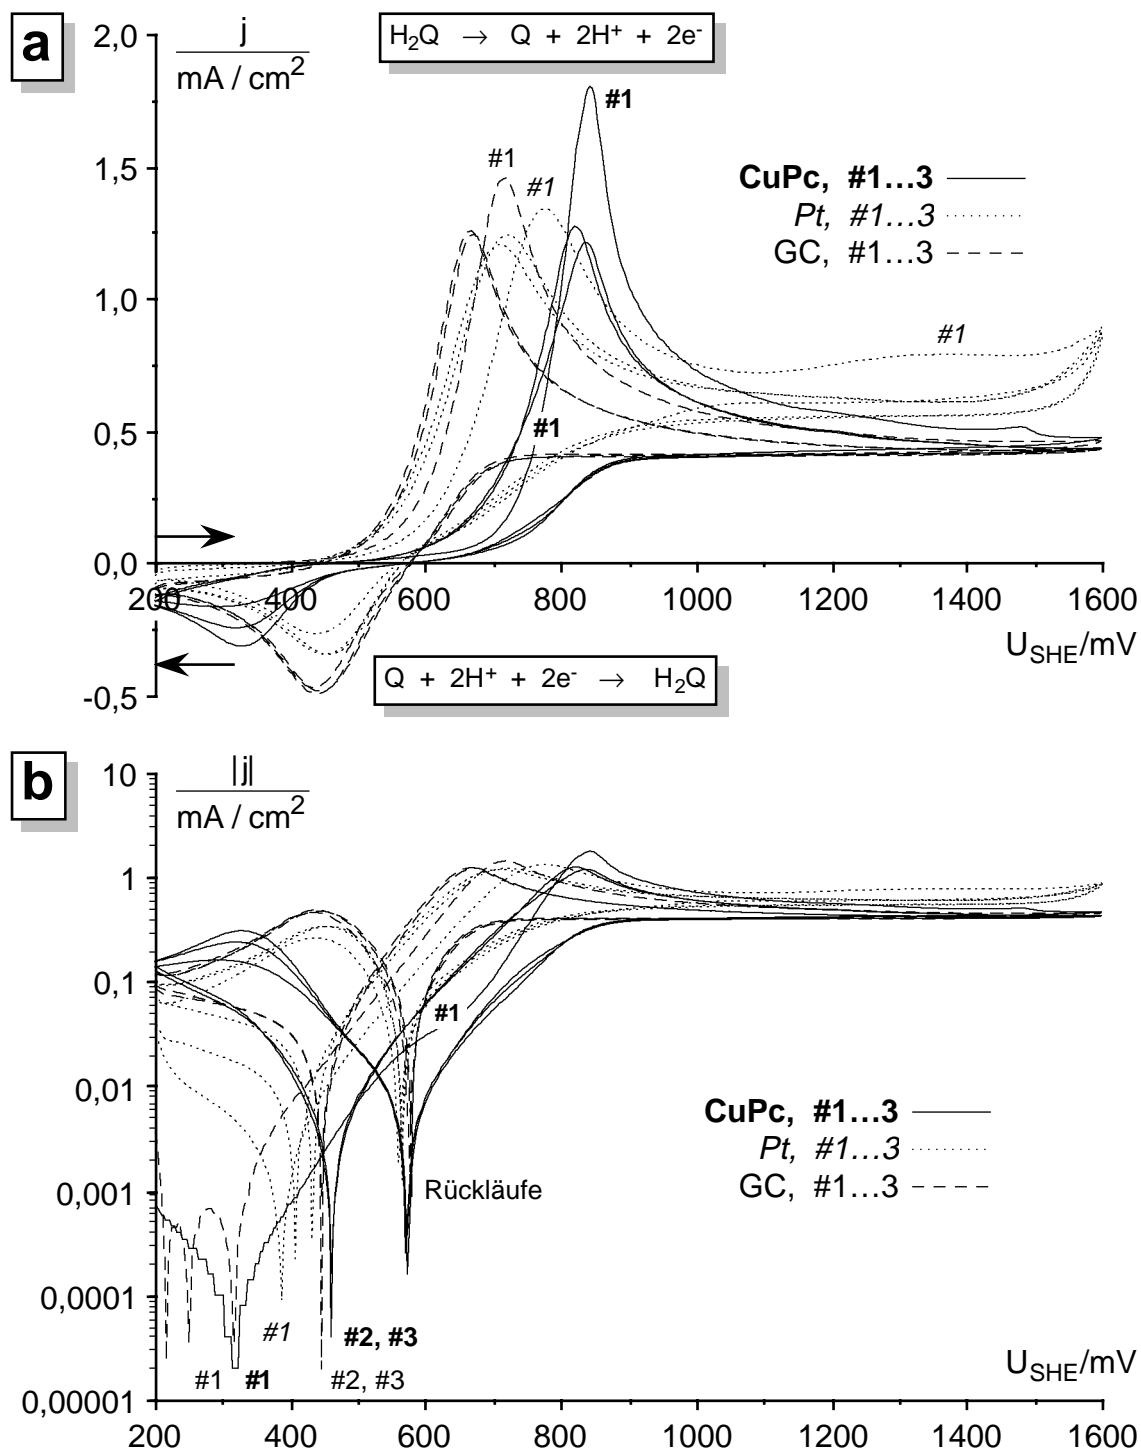 a
j
mA / cm²
H₂Q → Q + 2H⁺ + 2e⁻
2,0
1,5
1,0
0,5
0,0
-0,5
#1
#1
#1
CuPc, #1...3
Pt, #1...3
GC, #1...3
#1
#1
200 400 600 800 1000 1200 1400 1600
U_SHE/mV
Q + 2H⁺ + 2e⁻ → H₂Q
b
|j|
mA / cm²
10
1
0,1
0,01
0,001
0,0001
0,00001
#1
CuPc, #1...3
Pt, #1...3
GC, #1...3
Rückläufe
#1
#2, #3
#1 #1 #2, #3
U_SHE/mV
200 400 600 800 1000 1200 1400 1600